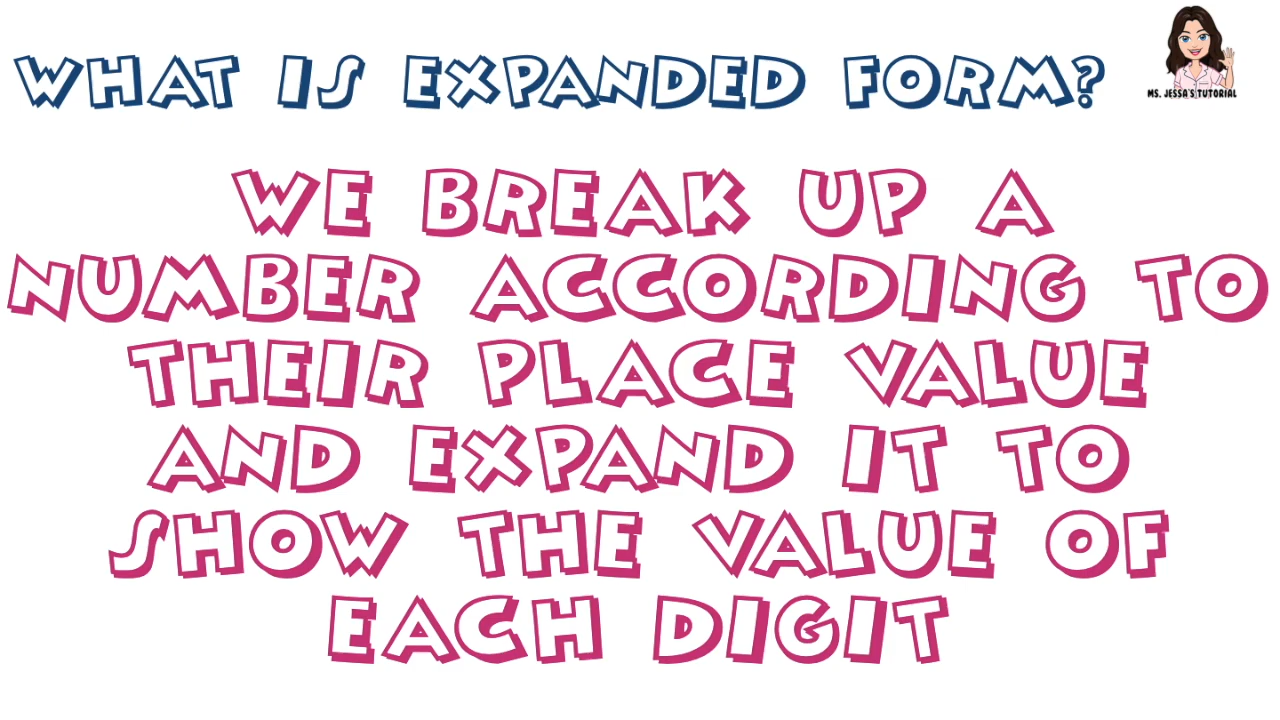 WHAT IS EXPANDED FORM?
MS. JESSA'S TUTORIAL
WE BREAK UP A
NUMBER ACCORDING TO
THEIR PLACE VALUE
AND EXPAND IT TO
SHOW THE VALUE OF
EACH DIGIT